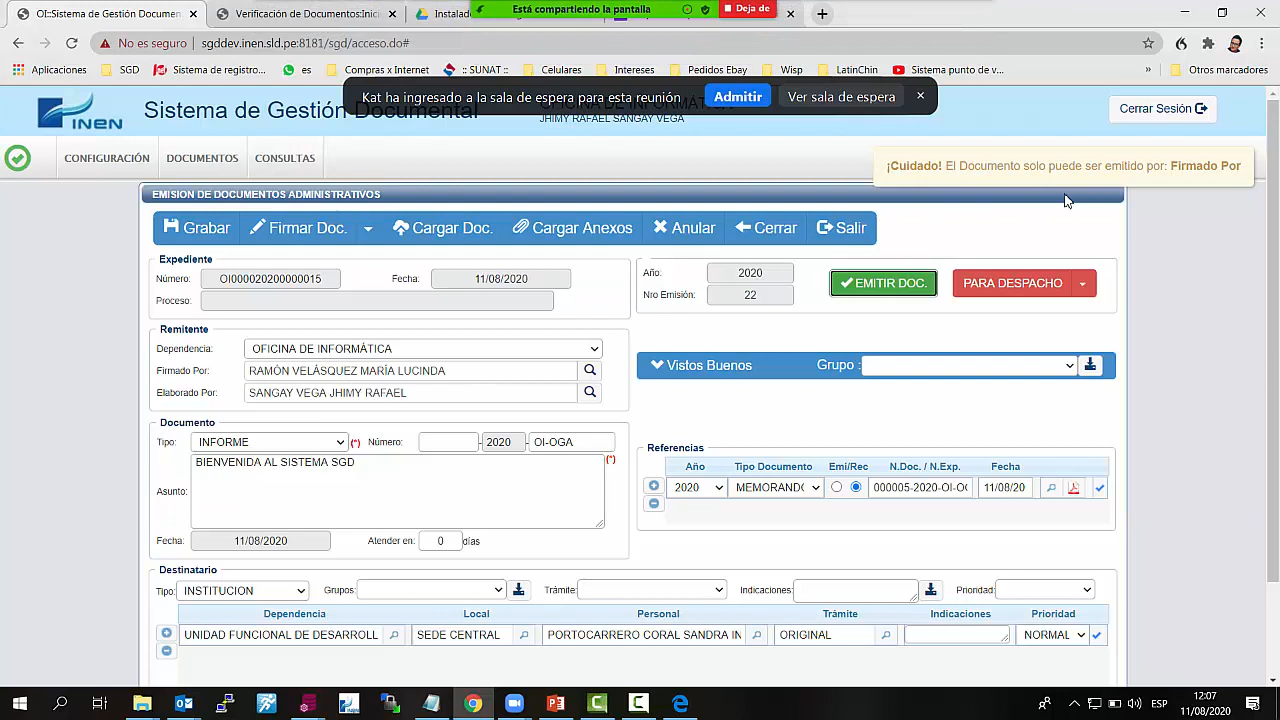 OI:Sistema de Gestión Documen
Verificación de Documentos:Inici
Instalad
Está compartiendo la pantalla
Deja de
No es seguro | sgddev.inen.sld.pe:8181/sgd/acceso.do#
Aplicaciones
SGD
Sistema de registro...
es
Compras x Internet
:: SUNAT ::
Celulares
Intereses
Pedidos Ebay
Wisp
LatinChin
Sistema punto de v...
»
Otros marcadores
Kat ha ingresado a la sala de espera para esta reunión
Admitir
Ver sala de espera
INEN
Sistema de Gestión Documental
JHIMY RAFAEL SANGAY VEGA
Cerrar Sesión
CONFIGURACIÓN
DOCUMENTOS
CONSULTAS
¡Cuidado! El Documento solo puede ser emitido por: Firmado Por
EMISION DE DOCUMENTOS ADMINISTRATIVOS
Grabar
Firmar Doc.
Cargar Doc.
Cargar Anexos
Anular
Cerrar
Salir
Expediente
Número: OI000020200000015 Fecha: 11/08/2020
Proceso:
Año: 2020
Nro Emisión: 22
EMITIR DOC.
PARA DESPACHO
Remitente
Dependencia: OFICINA DE INFORMÁTICA
Firmado Por: RAMÓN VELÁSQUEZ MARÍA LUCINDA
Elaborado Por: SANGAY VEGA JHIMY RAFAEL
Vistos Buenos
Grupo :
Documento
Tipo: INFORME (*) Número: -2020 -OI-OGA
Asunto: BIENVENIDA AL SISTEMA SGD (*)
Fecha: 11/08/2020 Atender en: 0 días
Referencias
Año Tipo Documento Emi/Rec N.Doc. / N.Exp. Fecha
2020 MEMORANDO 000005-2020-OI-OG 11/08/20
Destinatario
Tipo: INSTITUCION Grupos: Trámite: Indicaciones: Prioridad:
Dependencia Local Personal Trámite Indicaciones Prioridad
UNIDAD FUNCIONAL DE DESARROLL SEDE CENTRAL PORTOCARRERO CORAL SANDRA IN ORIGINAL NORMAL
ESP
12:07
11/08/2020